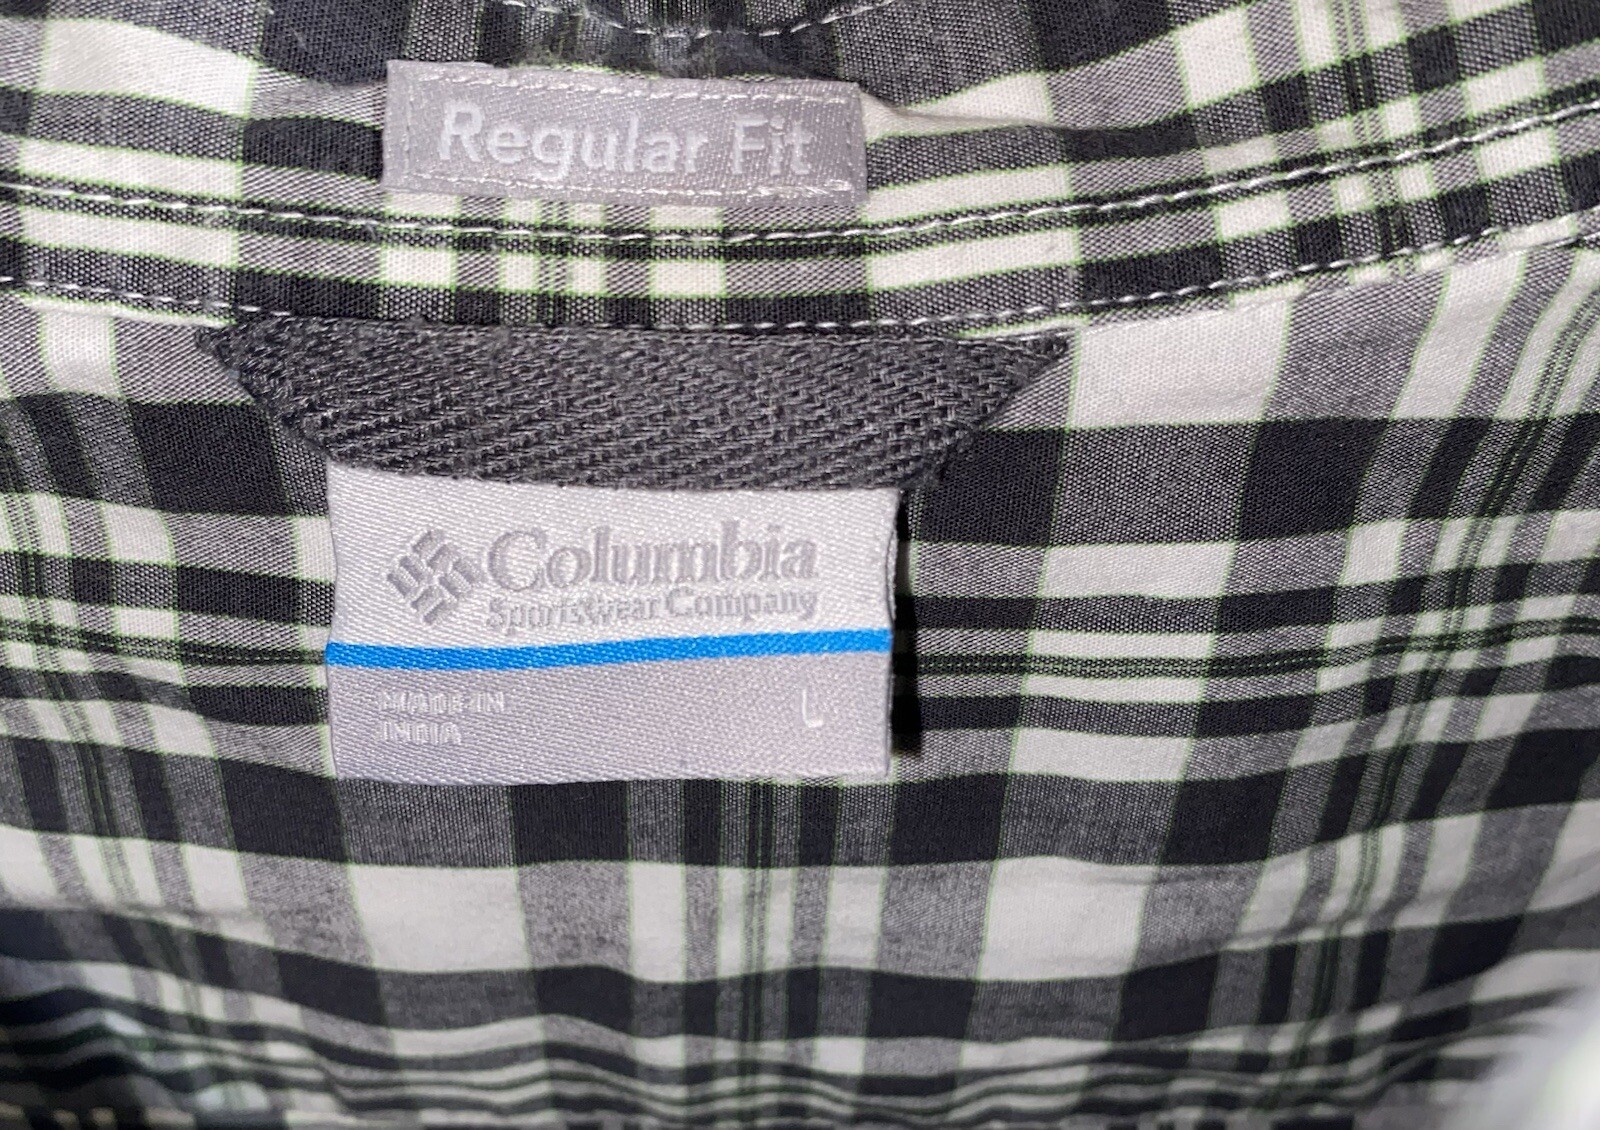 Regular Fit
Columbia
Sportswear Company
MADE IN L
INDIA